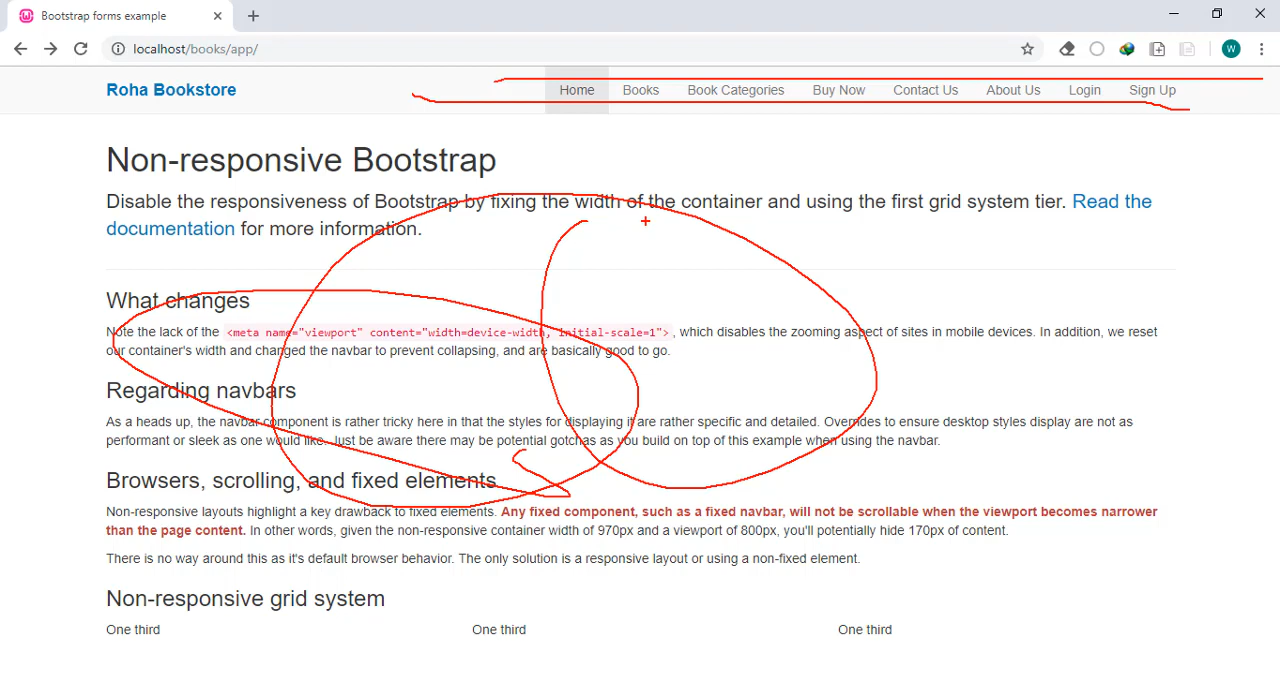 Bootstrap forms example
localhost/books/app/
W
Roha Bookstore Home Books Book Categories Buy Now Contact Us About Us Login Sign Up
Non-responsive Bootstrap
Disable the responsiveness of Bootstrap by fixing the width of the container and using the first grid system tier. Read the
documentation for more information.
What changes
Note the lack of the <meta name="viewport" content="width=device-width, initial-scale=1">, which disables the zooming aspect of sites in mobile devices. In addition, we reset
our container's width and changed the navbar to prevent collapsing, and are basically good to go.
Regarding navbars
As a heads up, the navbar component is rather tricky here in that the styles for displaying it are rather specific and detailed. Overrides to ensure desktop styles display are not as
performant or sleek as one would like. Just be aware there may be potential gotchas as you build on top of this example when using the navbar.
Browsers, scrolling, and fixed elements
Non-responsive layouts highlight a key drawback to fixed elements. Any fixed component, such as a fixed navbar, will not be scrollable when the viewport becomes narrower
than the page content. In other words, given the non-responsive container width of 970px and a viewport of 800px, you'll potentially hide 170px of content.
There is no way around this as it's default browser behavior. The only solution is a responsive layout or using a non-fixed element.
Non-responsive grid system
One third One third One third